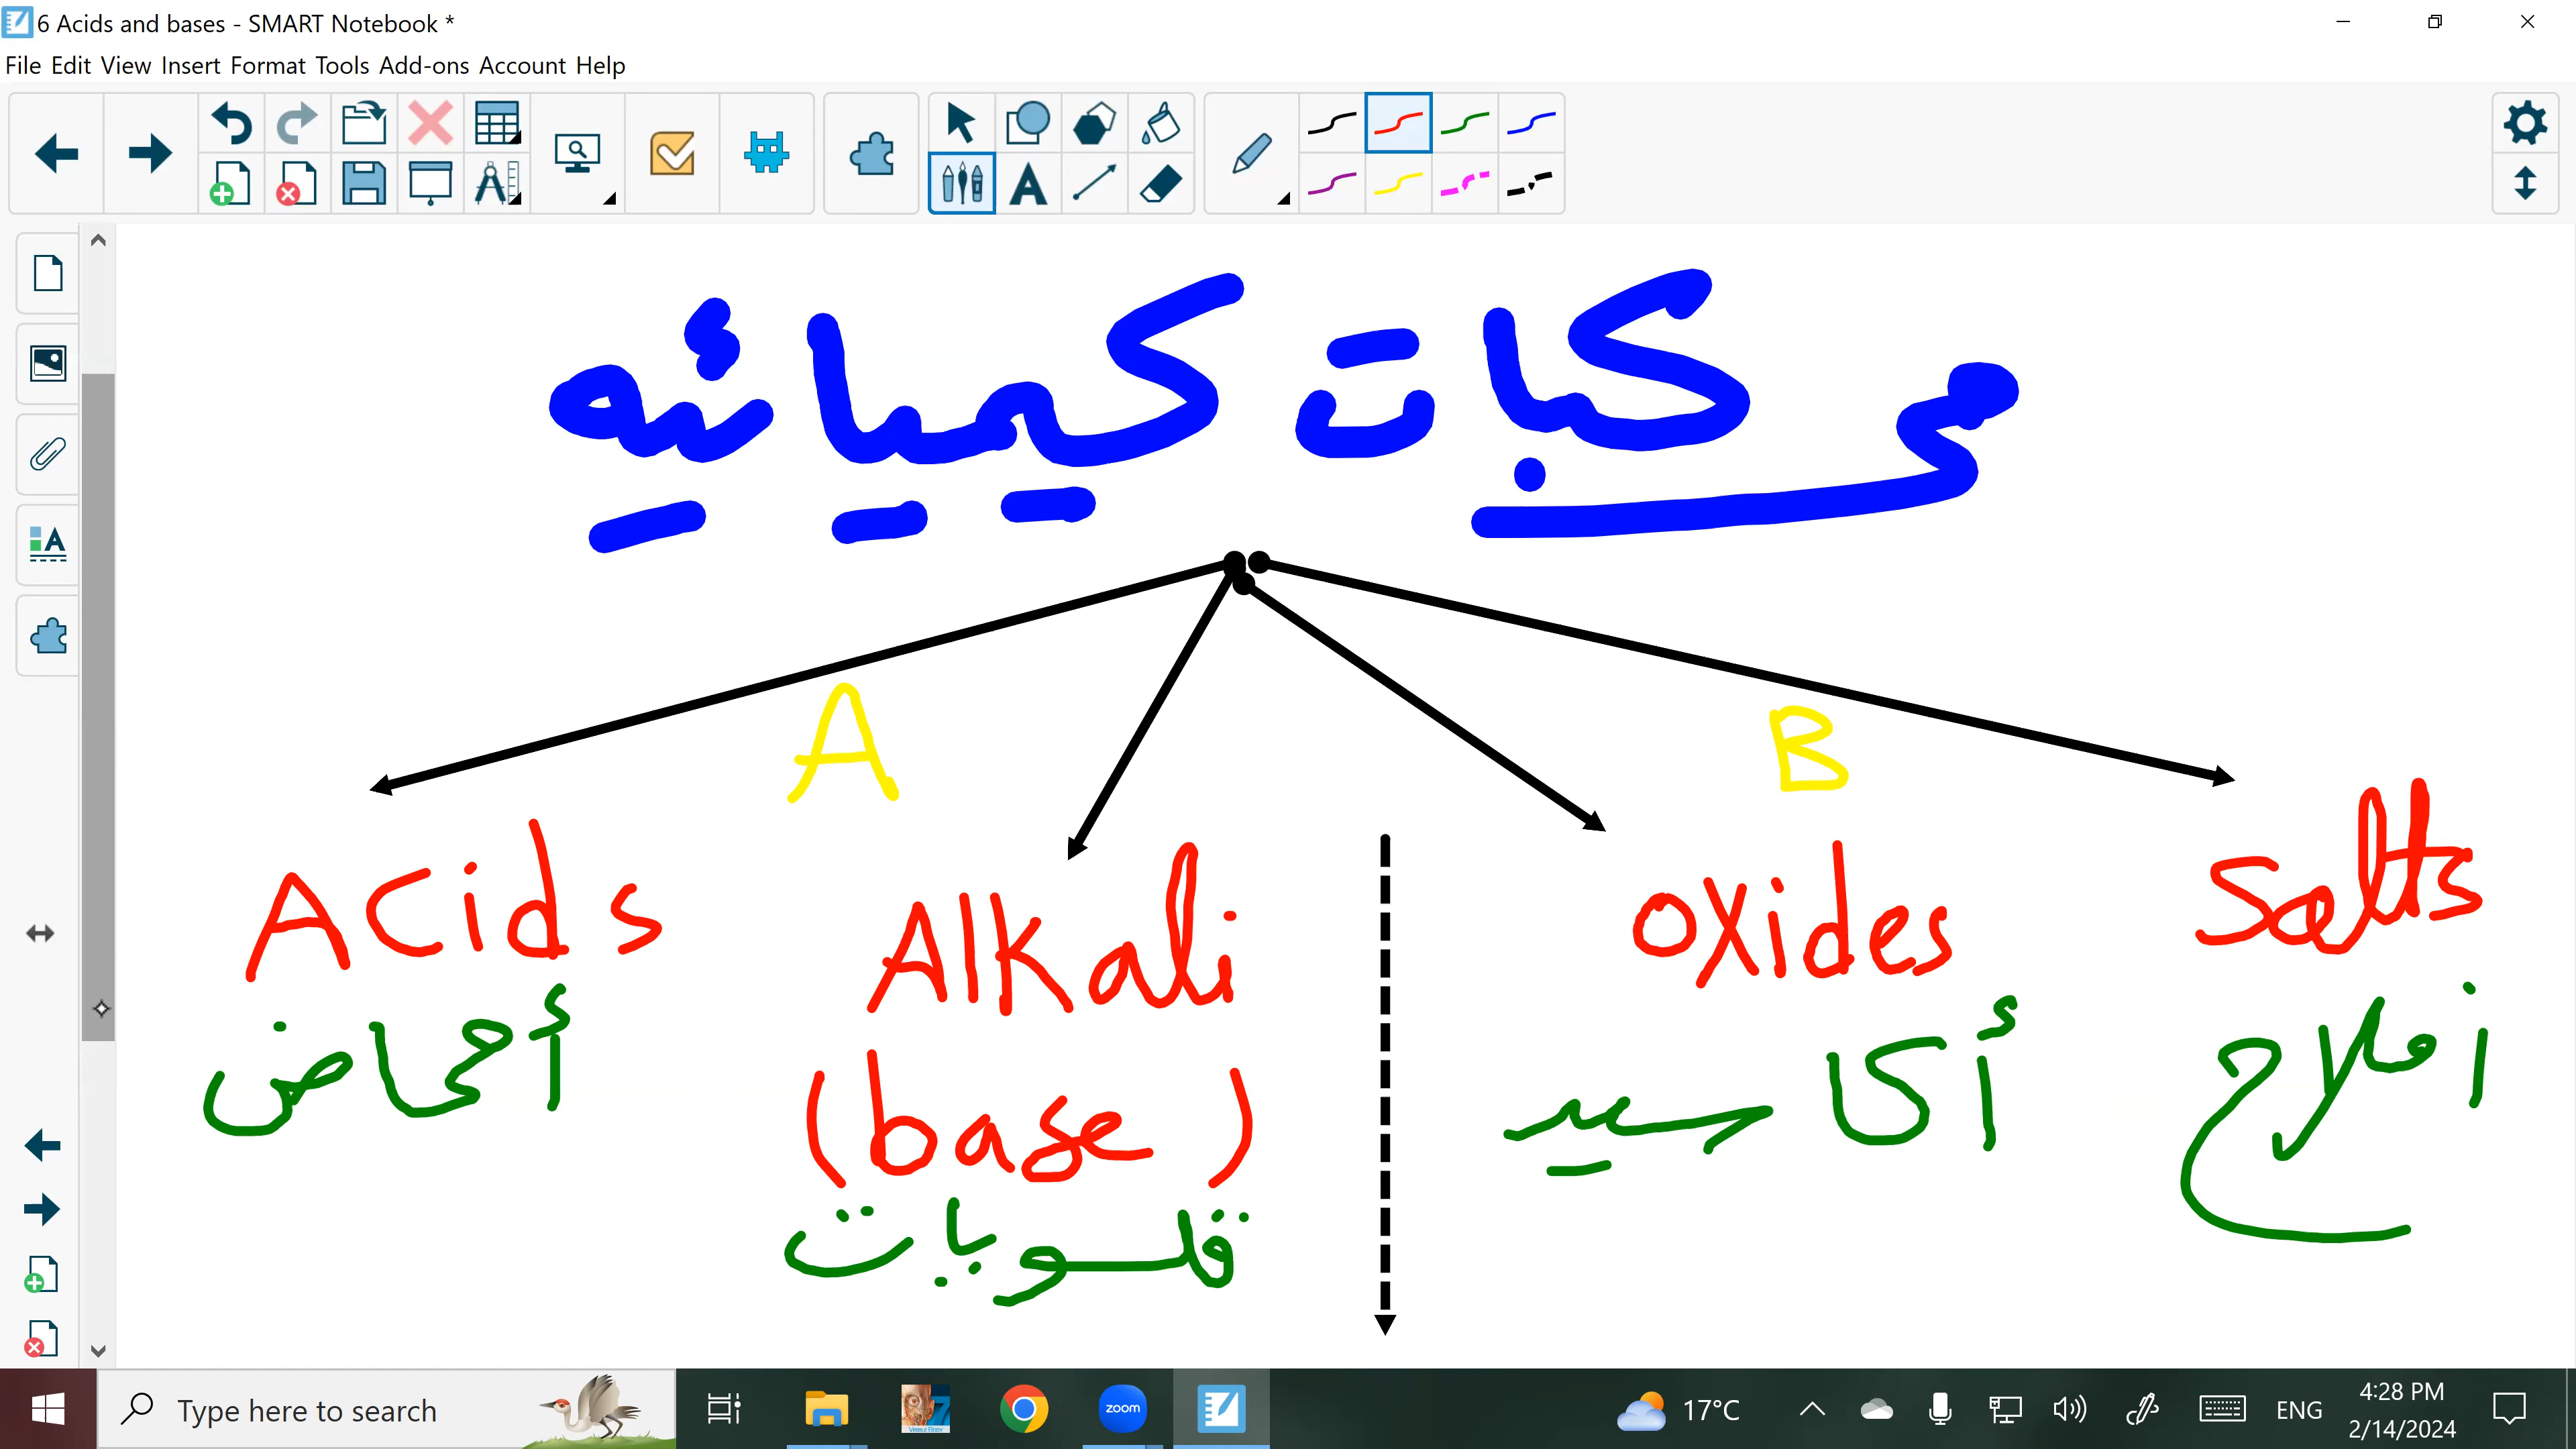 6 Acids and bases - SMART Notebook *
File Edit View Insert Format Tools Add-ons Account Help
مركبات كيميائيه
A
B
Acids
Alkali
(base)
oxides
Salts
أحماض
قلويات
أكاسيد
أملاح
Type here to search
zoom
17°C
ENG
4:28 PM
2/14/2024